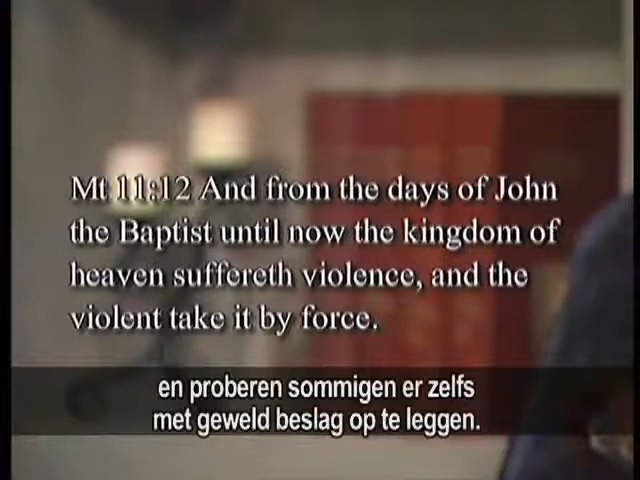 Mt 11:12 And from the days of John
the Baptist until now the kingdom of
heaven suffereth violence, and the
violent take it by force.
en proberen sommigen er zelfs
met geweld beslag op te leggen.